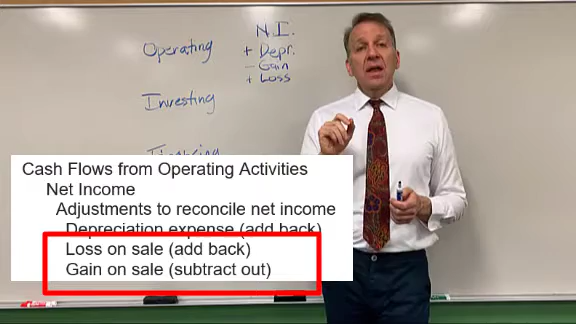 N.I.
Operating + Depr.
- Gain
+ Loss
Investing
Financing
Cash Flows from Operating Activities
Net Income
Adjustments to reconcile net income
Depreciation expense (add back)
Loss on sale (add back)
Gain on sale (subtract out)